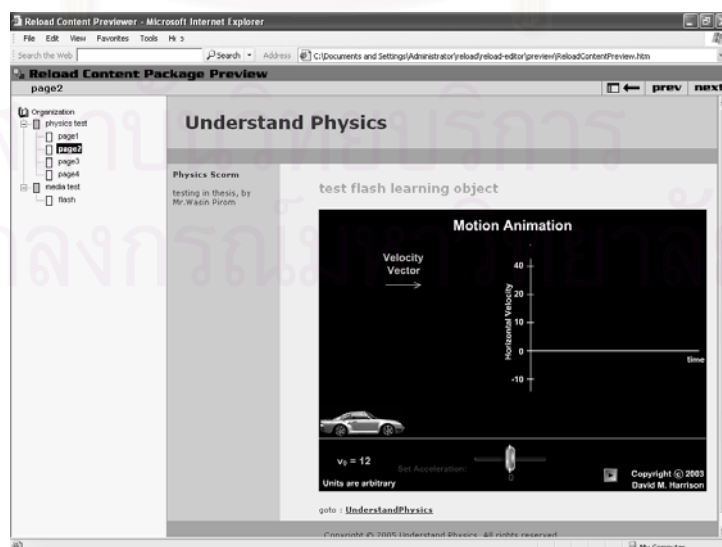 Reload Content Previewer - Microsoft Internet Explorer
File Edit View Favorites Tools
Search the Web Search Address C:\Documents and Settings\Administrator\reload\reload-editor\preview\ReloadContentPreview.htm
Reload Content Package Preview
page2 prev next
Organization
physics test
page1
page2
page3
page4
media test
flash
Understand Physics
Physics Scorm
testing in thesis, by
Mr.Wasin Pirom
test flash learning object
Motion Animation
Velocity
Vector
40
20
10
0
-10
Horizontal Velocity
time
v₀ = 12
Set Acceleration:
0
Units are arbitrary
Copyright © 2003
David M. Harrison
goto : UnderstandPhysics
Copyright © 2005 Understand Physics. All rights reserved
My Computer